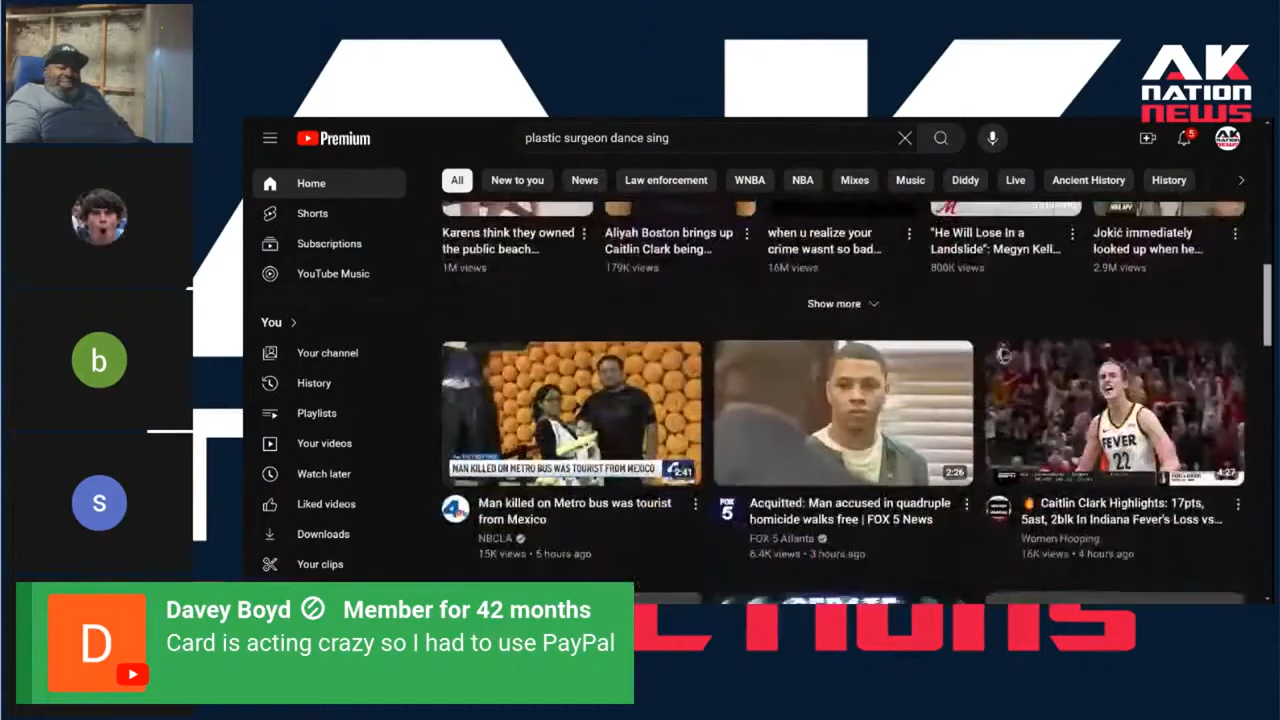 AK
NATION
NEWS
Premium
plastic surgeon dance sing
5
AK
NATION
NEWS
Home
Shorts
Subscriptions
YouTube Music
You
Your channel
History
Playlists
Your videos
Watch later
Liked videos
Downloads
Your clips
All
New to you
News
Law enforcement
WNBA
NBA
Mixes
Music
Diddy
Live
Ancient History
History
Karens think they owned
the public beach...
1M views
Aliyah Boston brings up
Caitlin Clark being...
179K views
when u realize your
crime wasnt so bad...
16M views
"He Will Lose In a
Landslide": Megyn Kell...
800K views
Jokić immediately
looked up when he...
2.9M views
Show more
MAN KILLED ON METRO BUS WAS TOURIST FROM MEXICO
4
2:41
Man killed on Metro bus was tourist
from Mexico
NBCLA
15K views • 5 hours ago
2:26
FOX
5
Acquitted: Man accused in quadruple
homicide walks free | FOX 5 News
FOX 5 Atlanta
6.4K views • 3 hours ago
FEVER
22
4:27
Caitlin Clark Highlights: 17pts,
5ast, 2blk In Indiana Fever's Loss vs...
Women Hooping
16K views • 4 hours ago
b
s
D
Davey Boyd Member for 42 months
Card is acting crazy so I had to use PayPal